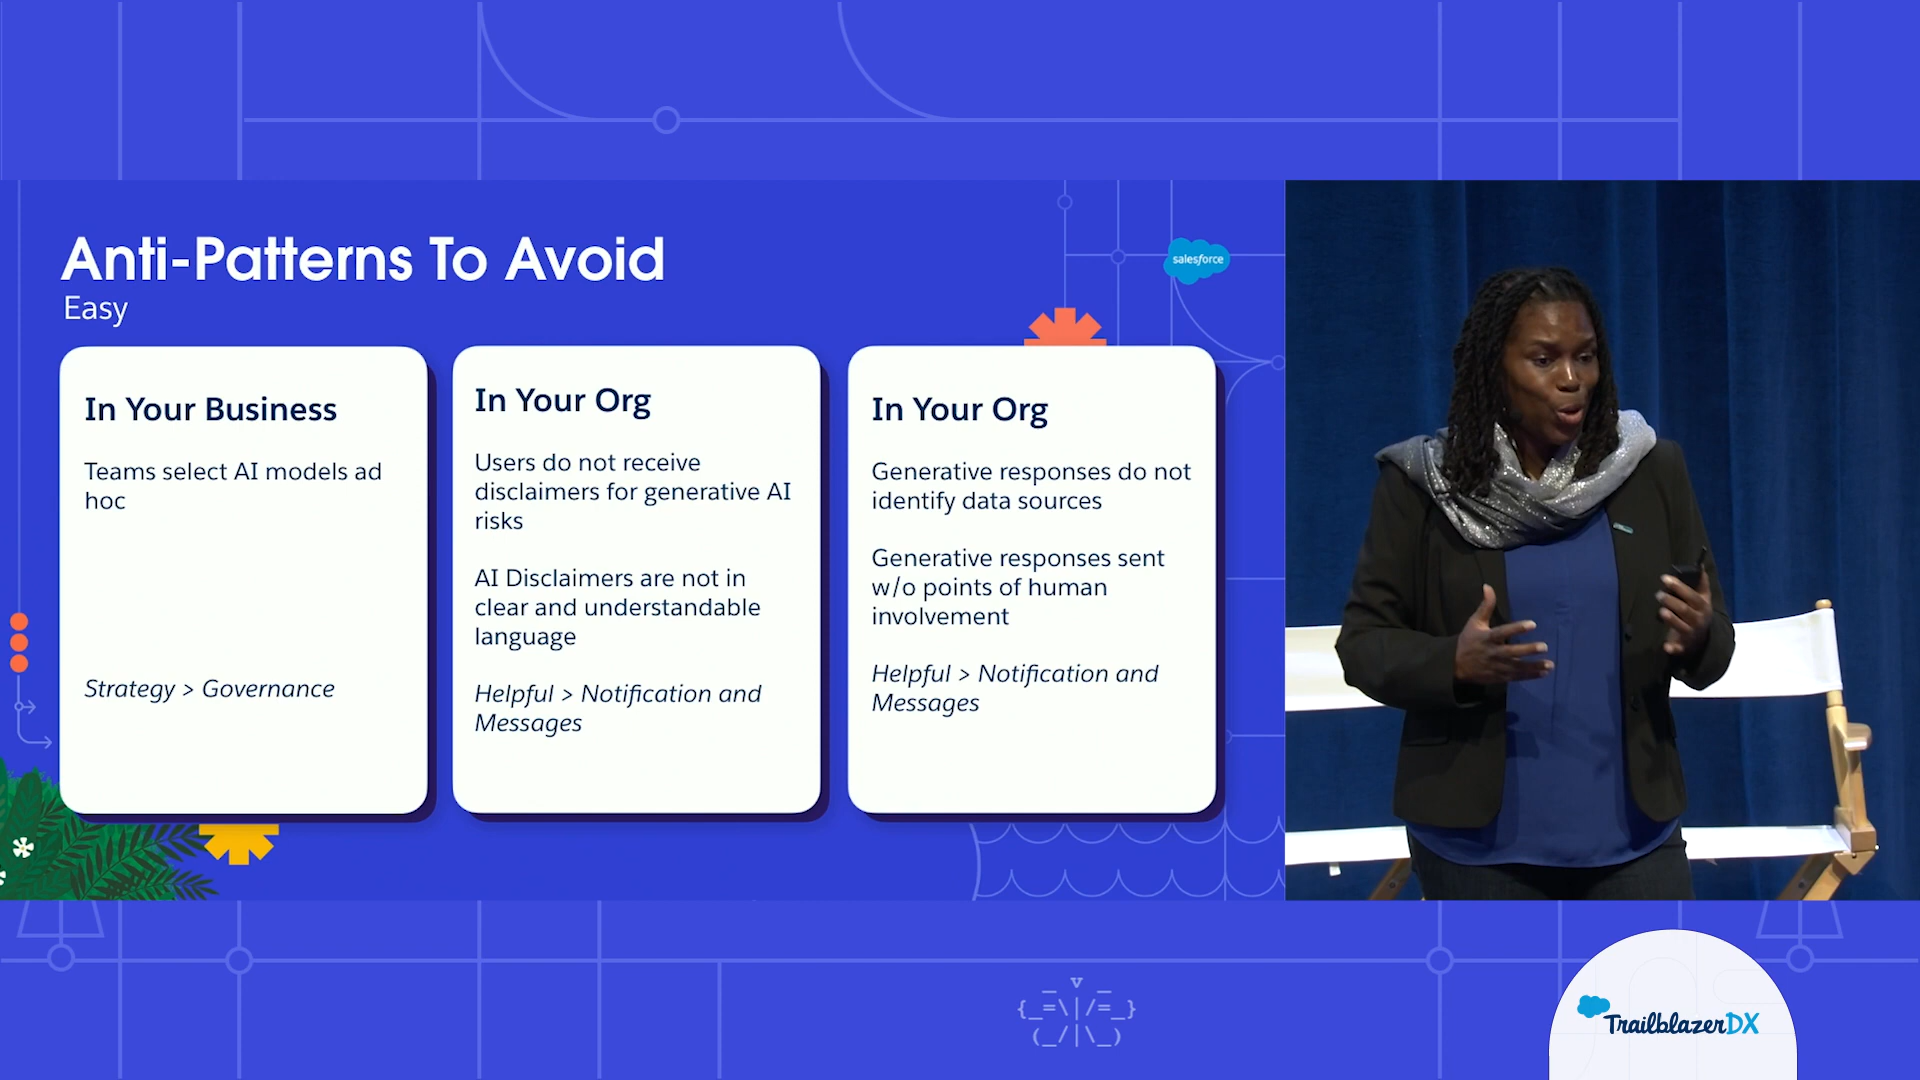 Anti-Patterns To Avoid
Easy
salesforce
In Your Business
Teams select AI models ad
hoc
Strategy > Governance
In Your Org
Users do not receive
disclaimers for generative AI
risks
AI Disclaimers are not in
clear and understandable
language
Helpful > Notification and
Messages
In Your Org
Generative responses do not
identify data sources
Generative responses sent
w/o points of human
involvement
Helpful > Notification and
Messages
TrailblazerDX